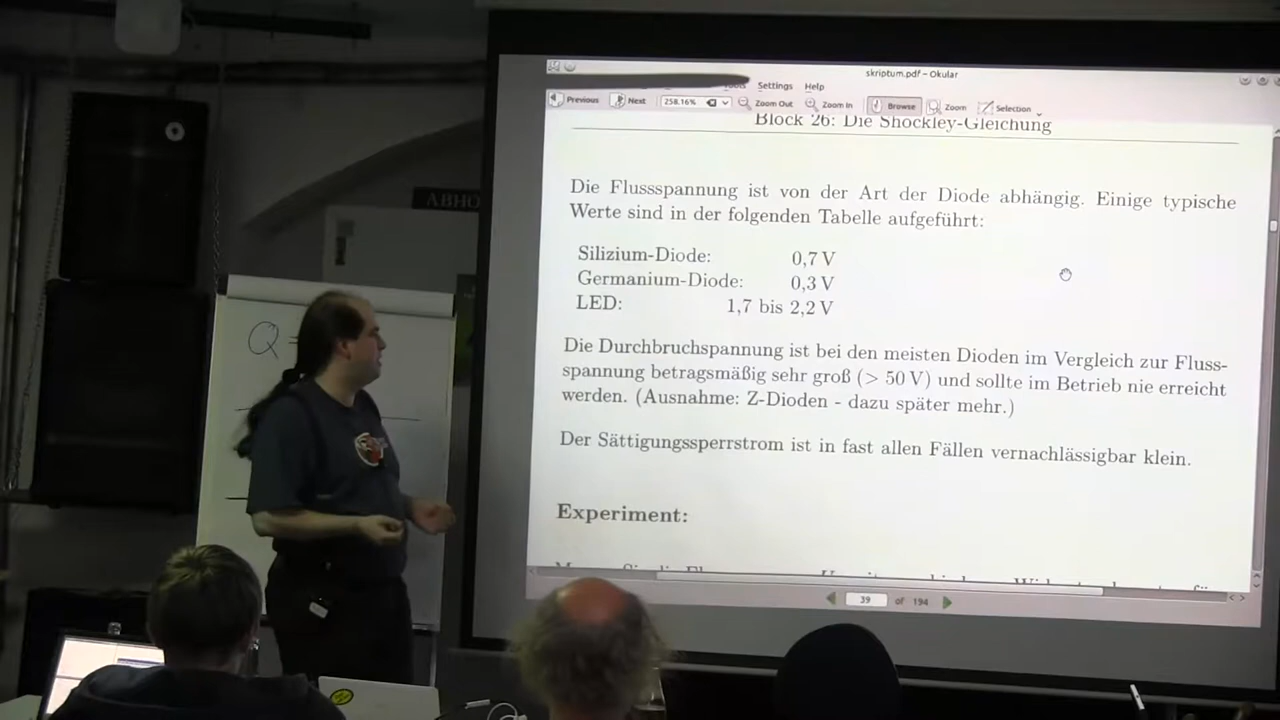 skriptum.pdf – Okular
Settings Help
Previous Next 258.16% Zoom Out Zoom In Browse Zoom Selection
Block 26: Die Shockley-Gleichung
Die Flussspannung ist von der Art der Diode abhängig. Einige typische
Werte sind in der folgenden Tabelle aufgeführt:
Silizium-Diode: 0,7 V
Germanium-Diode: 0,3 V
LED: 1,7 bis 2,2 V
Die Durchbruchspannung ist bei den meisten Dioden im Vergleich zur Fluss-
spannung betragsmäßig sehr groß (> 50 V) und sollte im Betrieb nie erreicht
werden. (Ausnahme: Z-Dioden - dazu später mehr.)
Der Sättigungssperrstrom ist in fast allen Fällen vernachlässigbar klein.
Experiment:
39 of 194
ABHO
Q